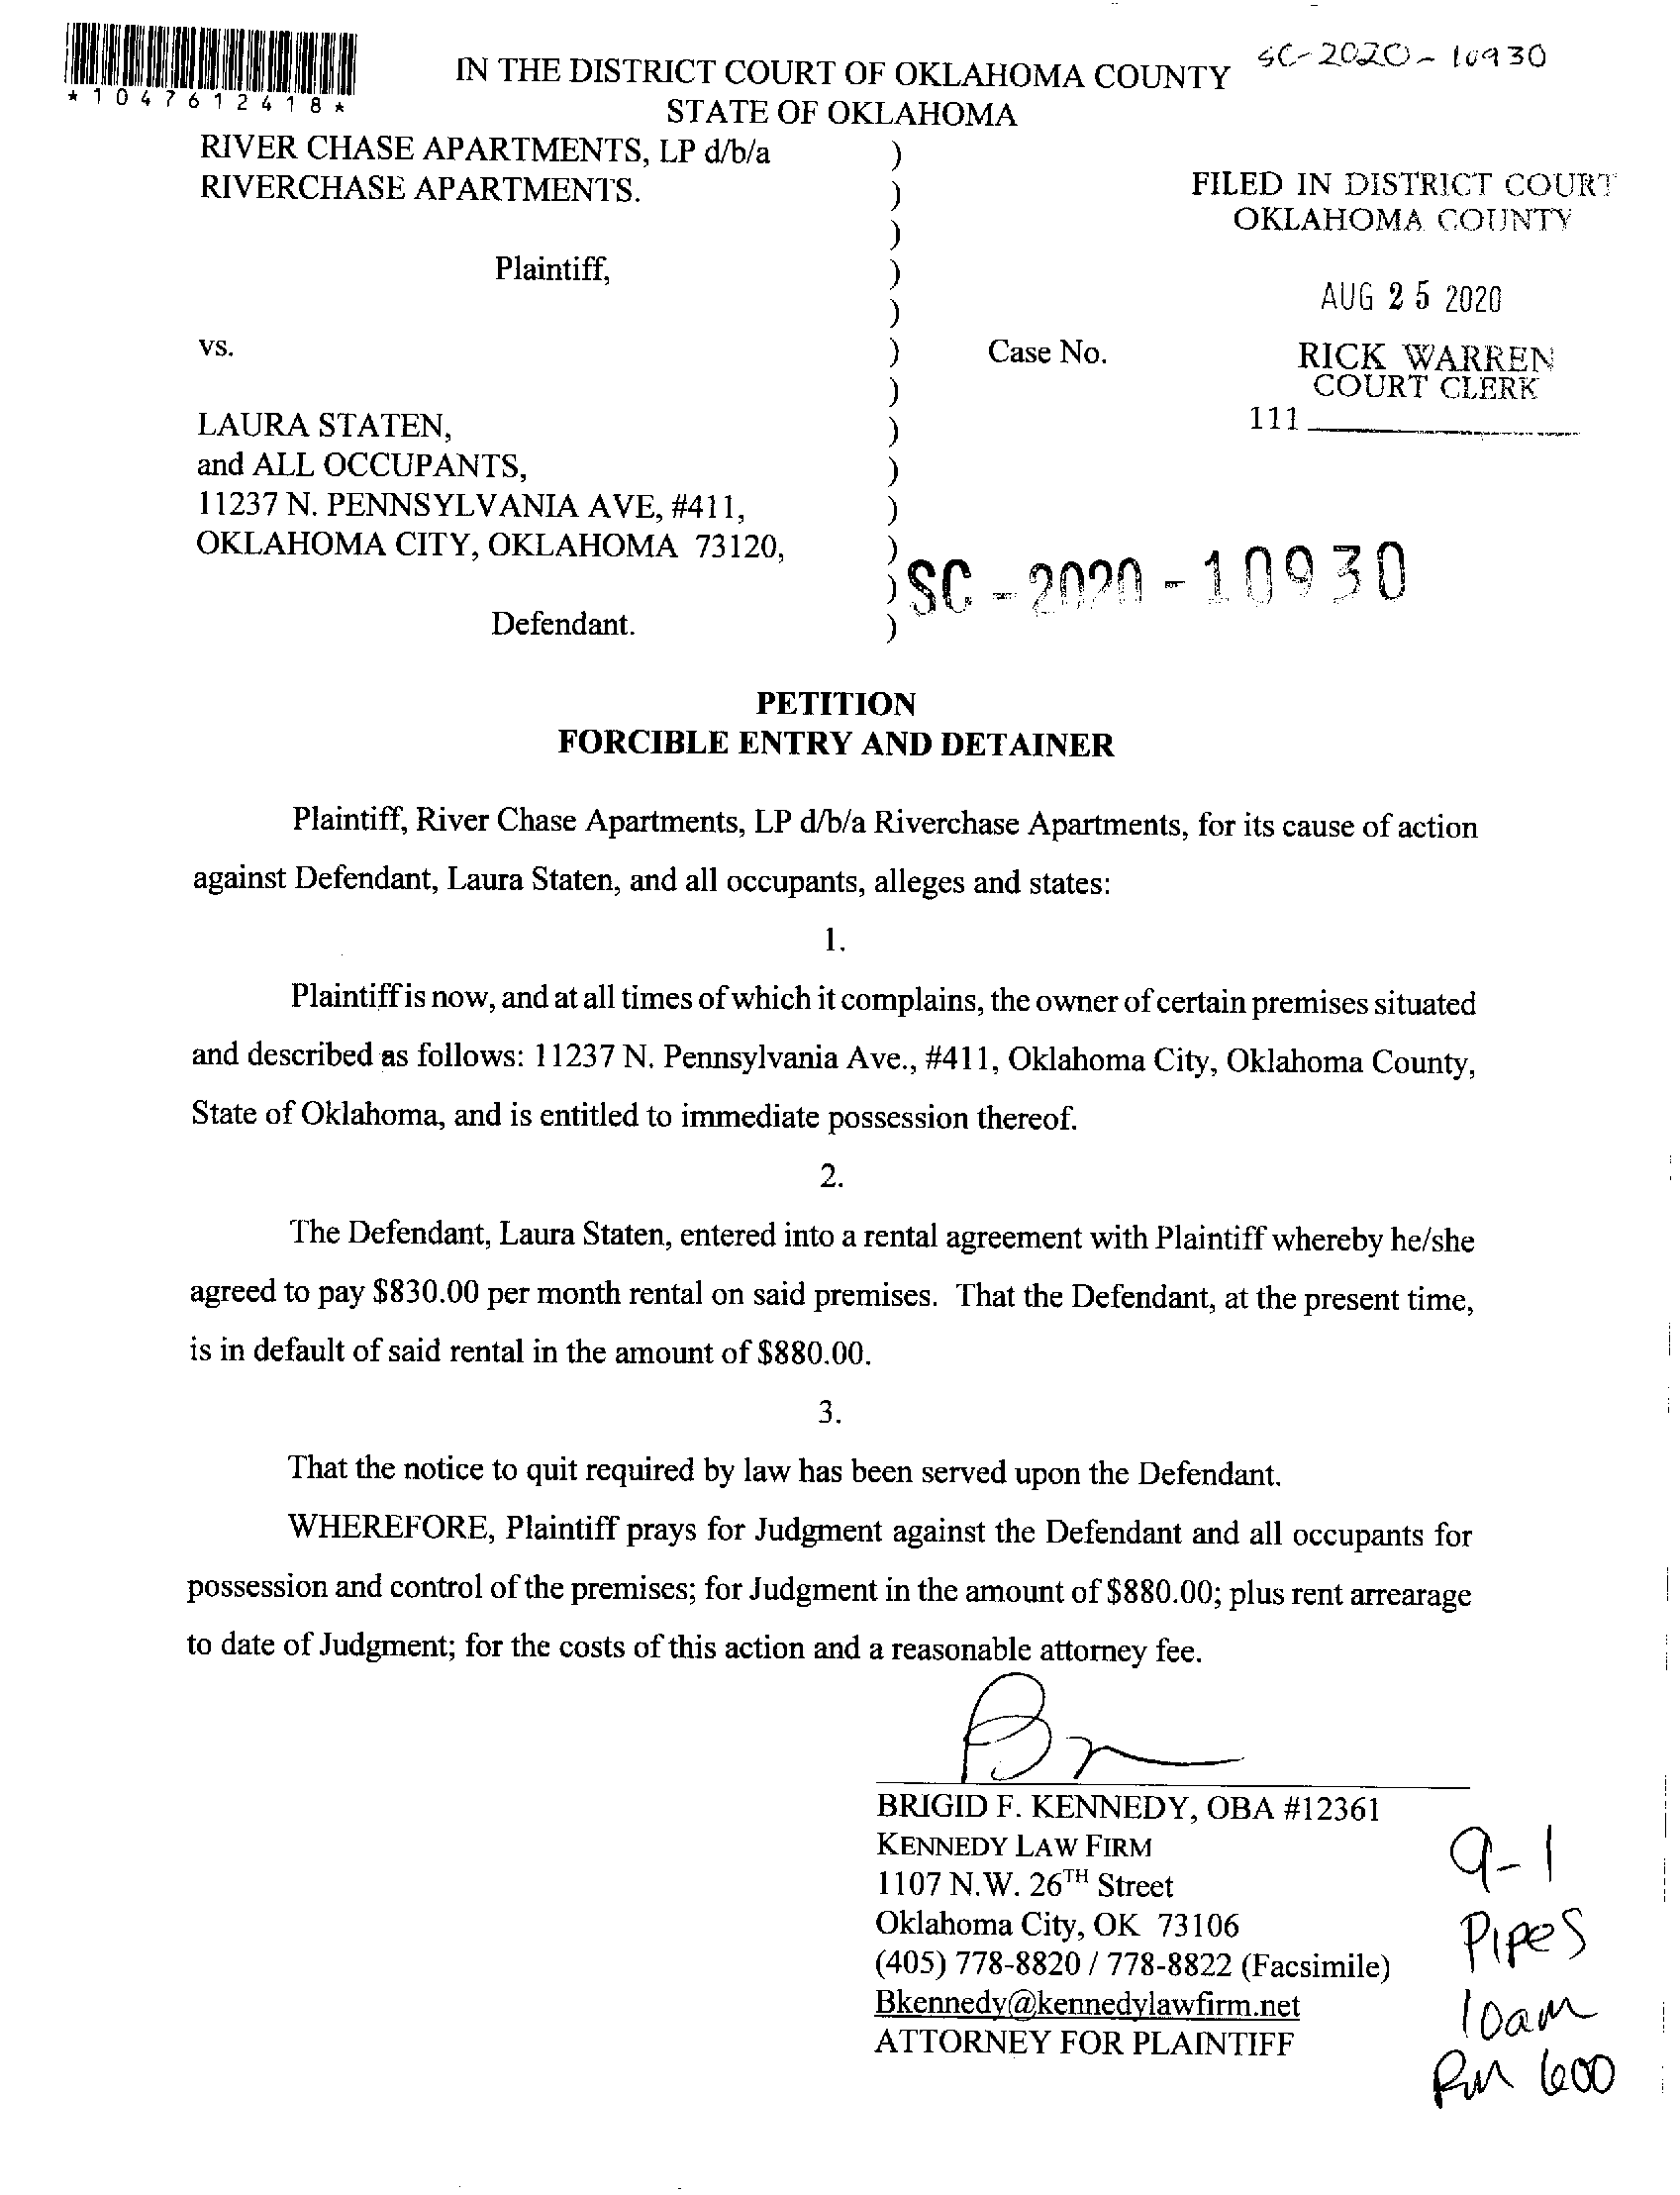 SC-2020-10930
*1047612418*
IN THE DISTRICT COURT OF OKLAHOMA COUNTY
STATE OF OKLAHOMA
RIVER CHASE APARTMENTS, LP d/b/a )
RIVERCHASE APARTMENTS. )
)
Plaintiff, )
)
vs. ) Case No.
)
LAURA STATEN, )
and ALL OCCUPANTS, )
11237 N. PENNSYLVANIA AVE, #411, )
OKLAHOMA CITY, OKLAHOMA 73120, )
)
Defendant. )
FILED IN DISTRICT COURT
OKLAHOMA COUNTY
AUG 25 2020
RICK WARREN
COURT CLERK
111
SC-2020-10930
PETITION
FORCIBLE ENTRY AND DETAINER
Plaintiff, River Chase Apartments, LP d/b/a Riverchase Apartments, for its cause of action
against Defendant, Laura Staten, and all occupants, alleges and states:
1.
Plaintiff is now, and at all times of which it complains, the owner of certain premises situated
and described as follows: 11237 N. Pennsylvania Ave., #411, Oklahoma City, Oklahoma County,
State of Oklahoma, and is entitled to immediate possession thereof.
2.
The Defendant, Laura Staten, entered into a rental agreement with Plaintiff whereby he/she
agreed to pay $830.00 per month rental on said premises. That the Defendant, at the present time,
is in default of said rental in the amount of $880.00.
3.
That the notice to quit required by law has been served upon the Defendant.
WHEREFORE, Plaintiff prays for Judgment against the Defendant and all occupants for
possession and control of the premises; for Judgment in the amount of $880.00; plus rent arrearage
to date of Judgment; for the costs of this action and a reasonable attorney fee.
BRIGID F. KENNEDY, OBA #12361
KENNEDY LAW FIRM
1107 N.W. 26TH Street
Oklahoma City, OK 73106
(405) 778-8820 / 778-8822 (Facsimile)
Bkennedy@kennedylawfirm.net
ATTORNEY FOR PLAINTIFF
9-1
Pipes
10am
Rm 600